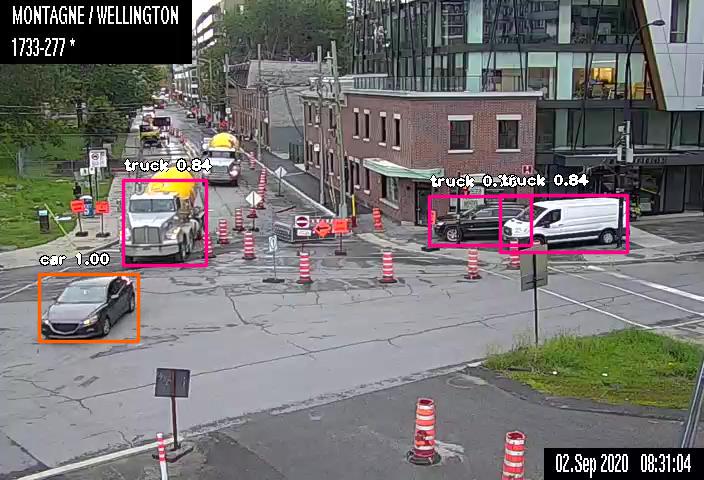 MONTAGNE / WELLINGTON
1733-277 *
truck 0.84
truck 0.84
car 1.00
02.Sep 2020 08:31:04